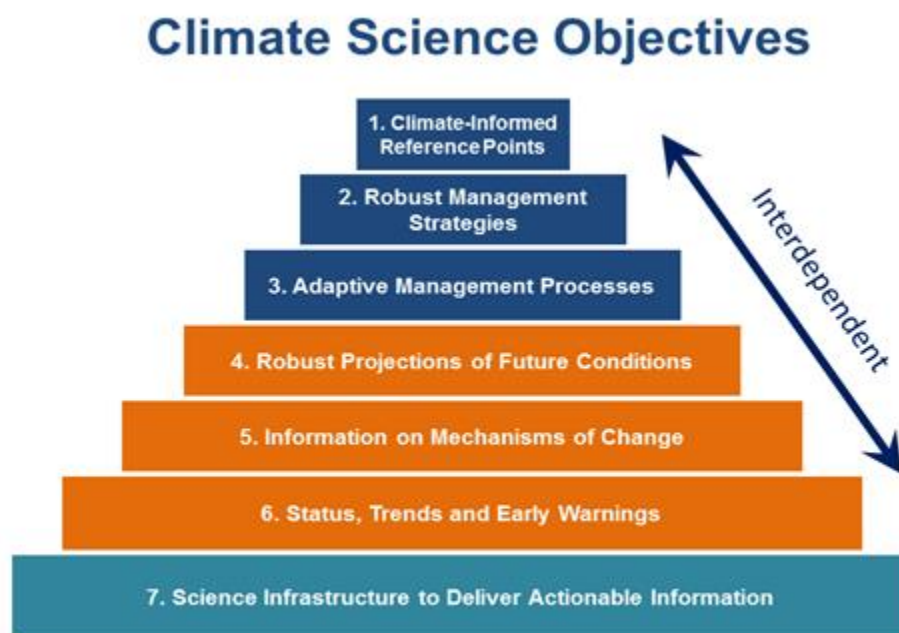 Climate Science Objectives
1. Climate-Informed
Reference Points
2. Robust Management
Strategies
3. Adaptive Management Processes
4. Robust Projections of Future Conditions
5. Information on Mechanisms of Change
6. Status, Trends and Early Warnings
7. Science Infrastructure to Deliver Actionable Information
Interdependent